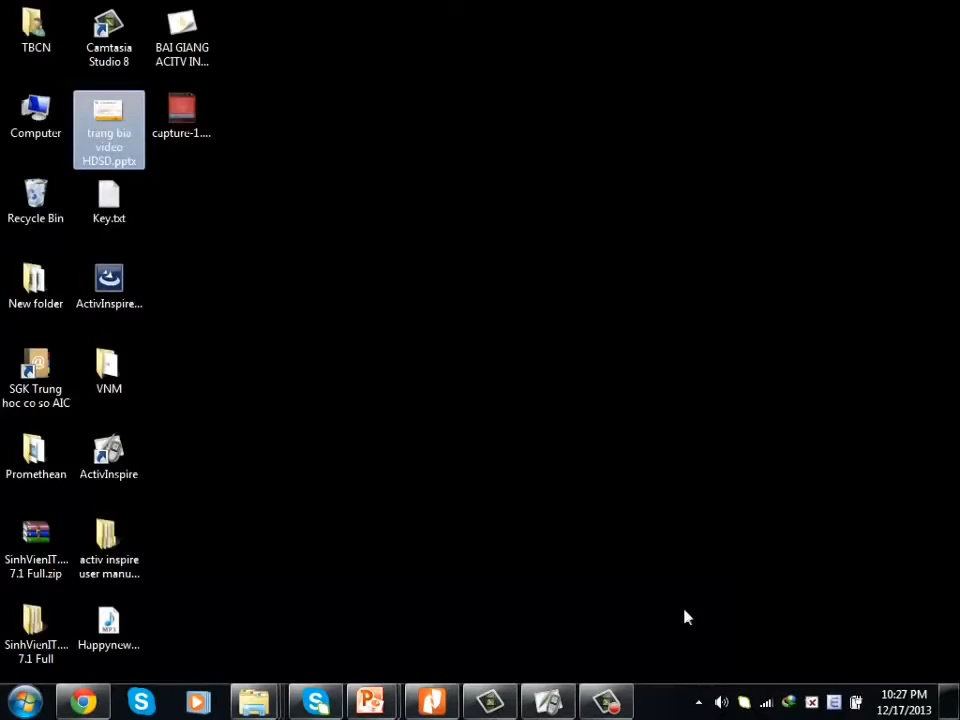 TBCN
Camtasia
Studio 8
BAI GIANG
ACITV IN...
Computer
trang bia
video
HDSD.pptx
capture-1....
Recycle Bin
Key.txt
New folder
ActivInspire...
SGK Trung
hoc co so AIC
VNM
Promethean
ActivInspire
SinhVienIT....
7.1 Full.zip
activ inspire
user manu...
SinhVienIT....
7.1 Full
Happynew...
10:27 PM
12/17/2013